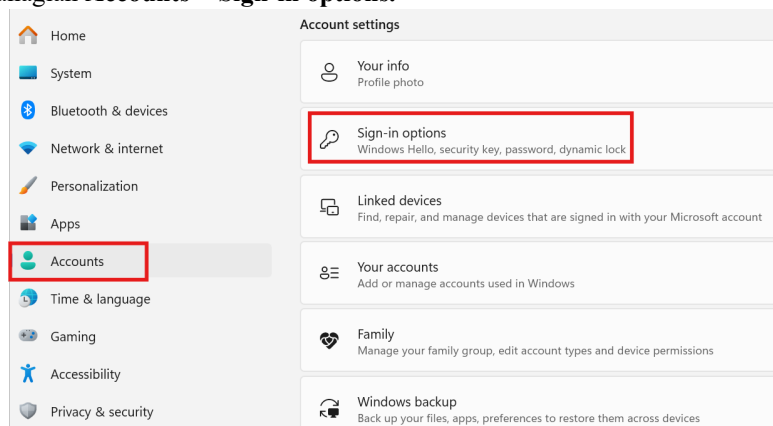 Accounts
Sign-in options.
Home
System
Bluetooth & devices
Network & internet
Personalization
Apps
Accounts
Time & language
Gaming
Accessibility
Privacy & security
Account settings
Your info
Profile photo
Sign-in options
Windows Hello, security key, password, dynamic lock
Linked devices
Find, repair, and manage devices that are signed in with your Microsoft account
Your accounts
Add or manage accounts used in Windows
Family
Manage your family group, edit account types and device permissions
Windows backup
Back up your files, apps, preferences to restore them across devices